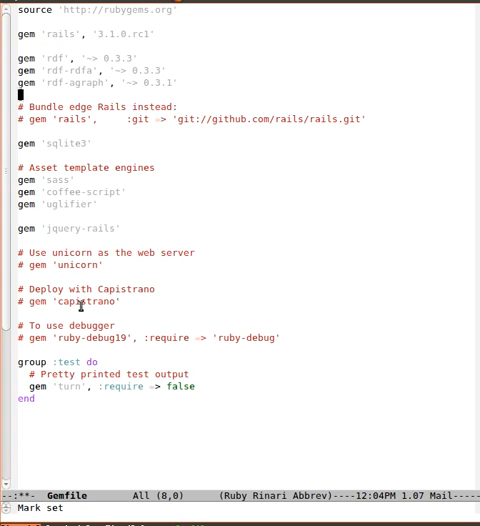 source 'http://rubygems.org'
gem 'rails', '3.1.0.rc1'
gem 'rdf', '~> 0.3.3'
gem 'rdf-rdfa', '~> 0.3.3'
gem 'rdf-agraph', '~> 0.3.1'
# Bundle edge Rails instead:
# gem 'rails',     :git => 'git://github.com/rails/rails.git'
gem 'sqlite3'
# Asset template engines
gem 'sass'
gem 'coffee-script'
gem 'uglifier'
gem 'jquery-rails'
# Use unicorn as the web server
# gem 'unicorn'
# Deploy with Capistrano
# gem 'capistrano'
# To use debugger
# gem 'ruby-debug19', :require => 'ruby-debug'
group :test do
  # Pretty printed test output
  gem 'turn', :require => false
end
--:**-  Gemfile        All (8,0)      (Ruby Rinari Abbrev)----12:04PM 1.07 Mail-----
Mark set